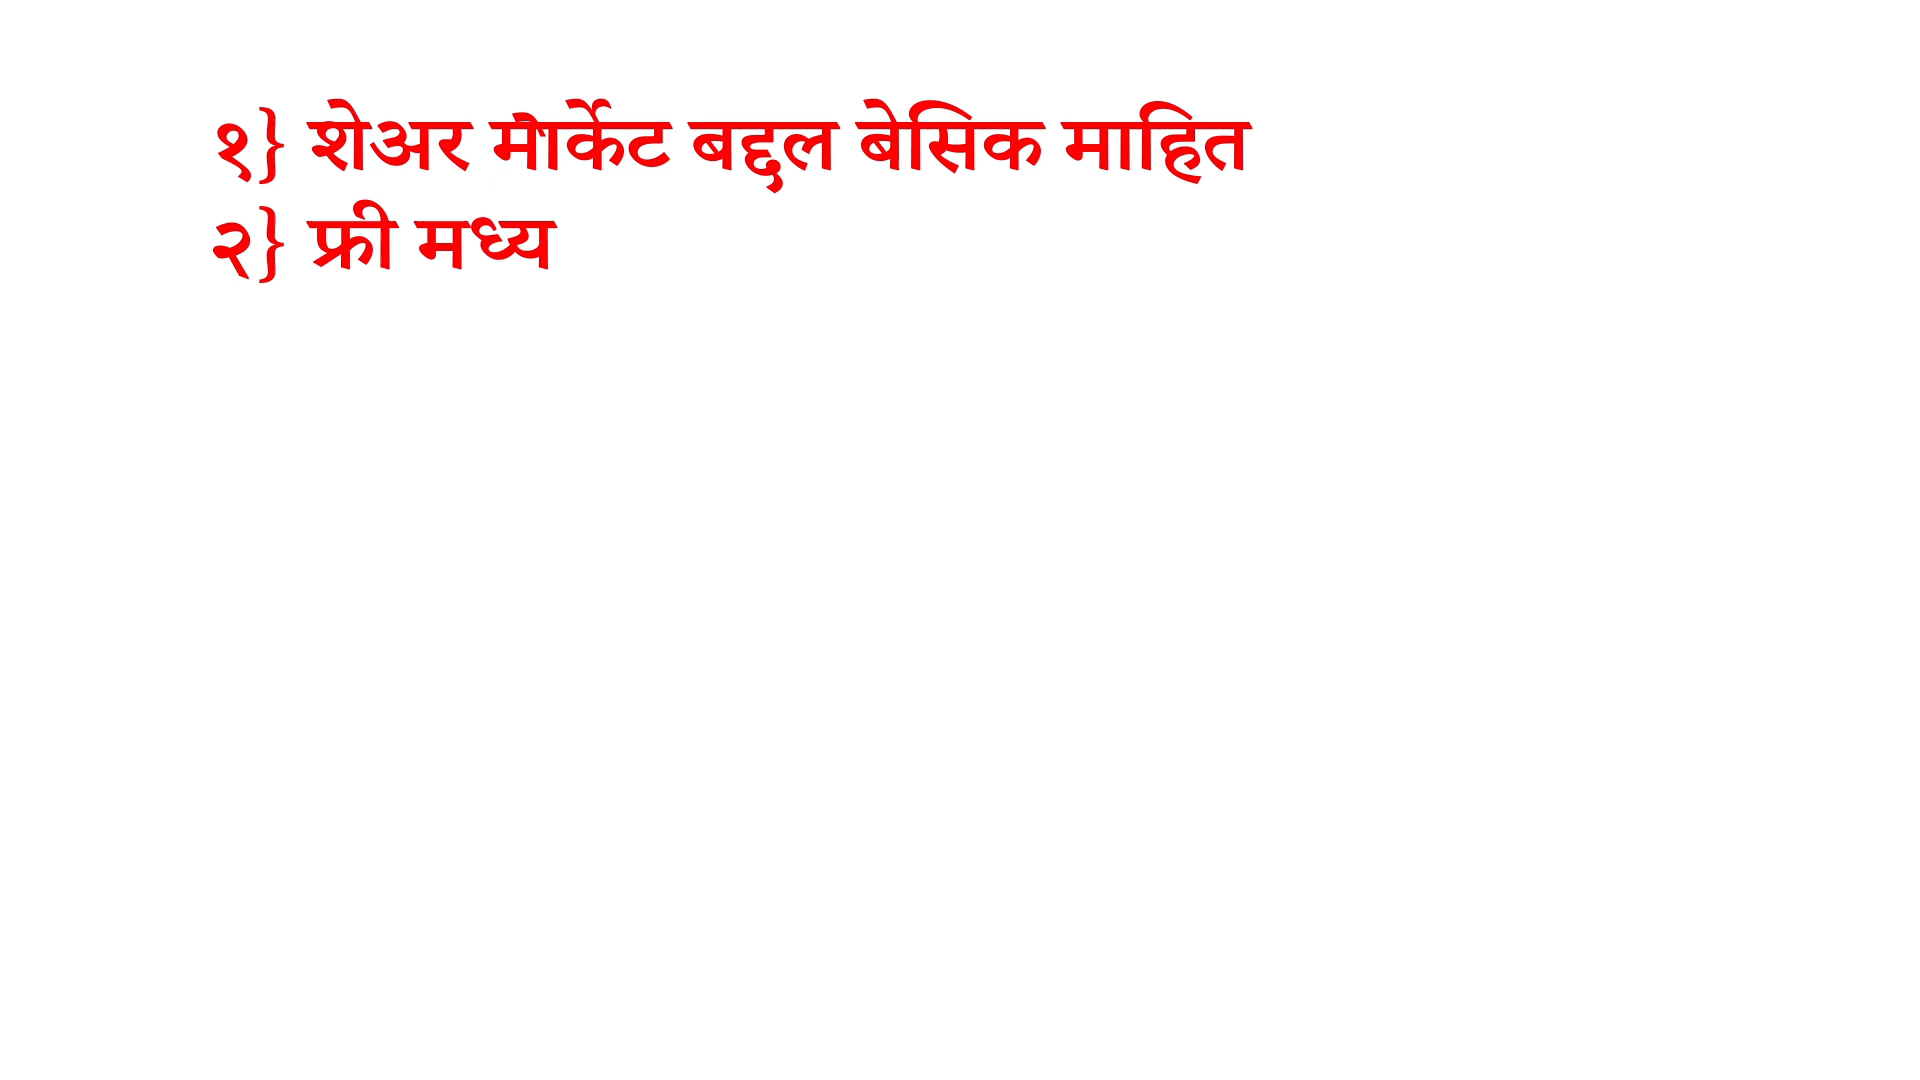 १} शेअर मेार्केट बद्दल बेसिक माहित
२} फ्री मध्य